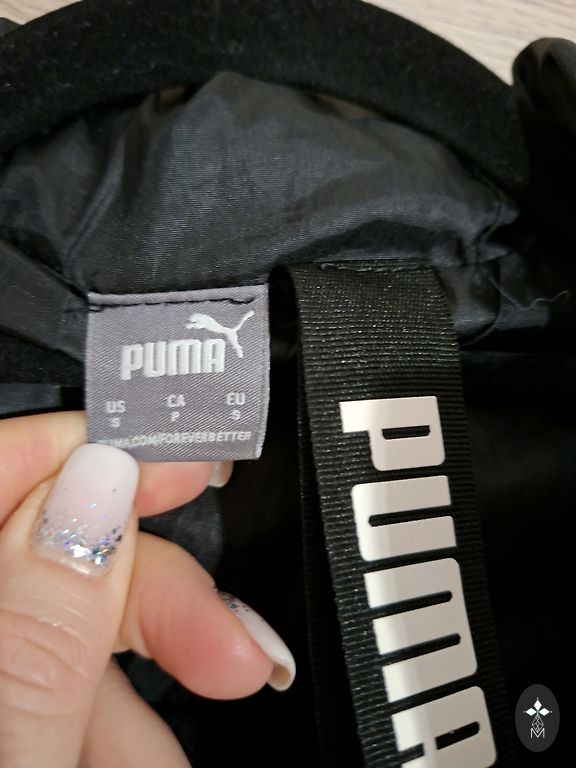 PUMA
US CA EU
S P S
PUMA.COM/FOREVERBETTER
PUMA